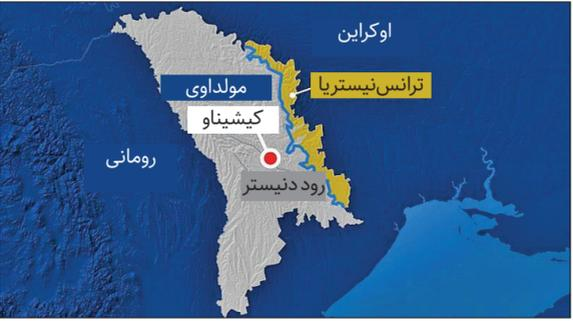 اوکراین
ترانس‌نیستریا
مولداوی
کیشیناو
رومانی
رود دنیستر